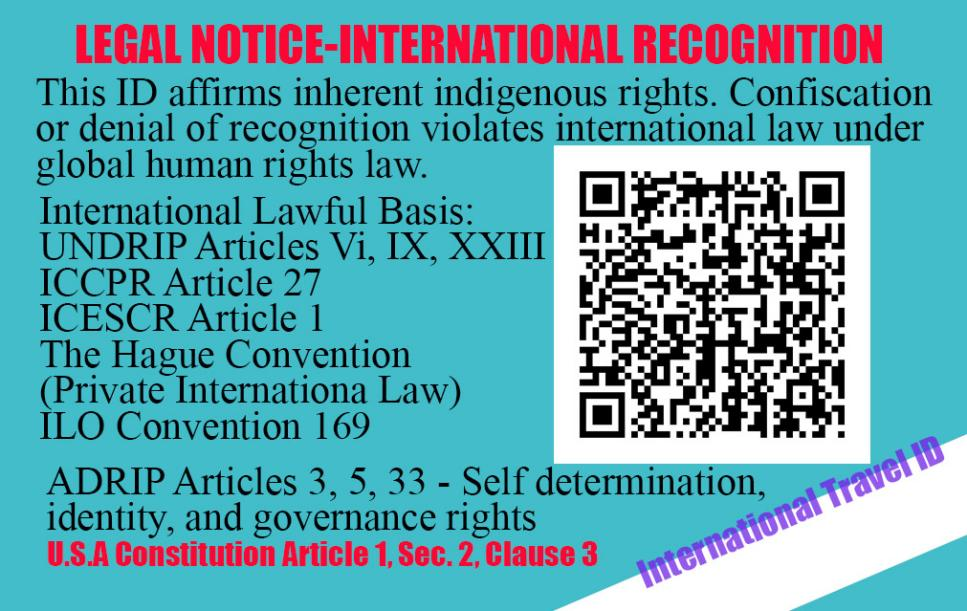 LEGAL NOTICE-INTERNATIONAL RECOGNITION
This ID affirms inherent indigenous rights. Confiscation
or denial of recognition violates international law under
global human rights law.
International Lawful Basis:
UNDRIP Articles Vi, IX, XXIII
ICCPR Article 27
ICESCR Article 1
The Hague Convention
(Private Internationa Law)
ILO Convention 169
ADRIP Articles 3, 5, 33 - Self determination,
identity, and governance rights
U.S.A Constitution Article 1, Sec. 2, Clause 3
International Travel ID